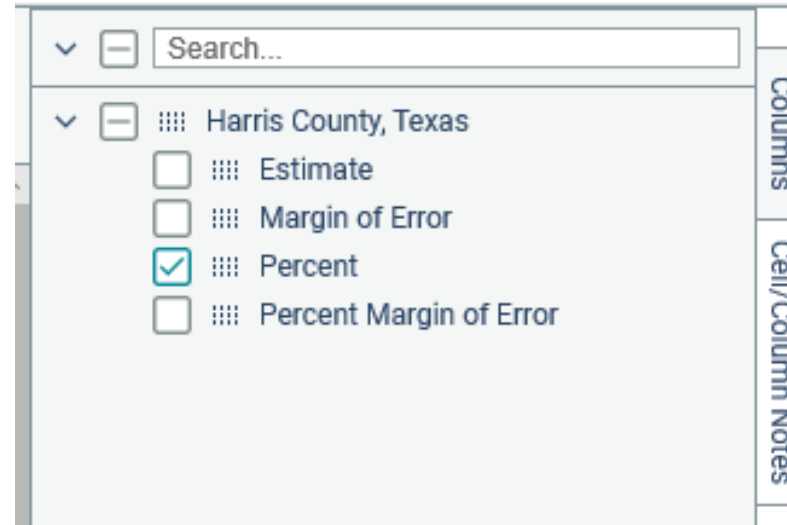 Search...
Harris County, Texas
Estimate
Margin of Error
Percent
Percent Margin of Error
Columns
Cell/Column Notes